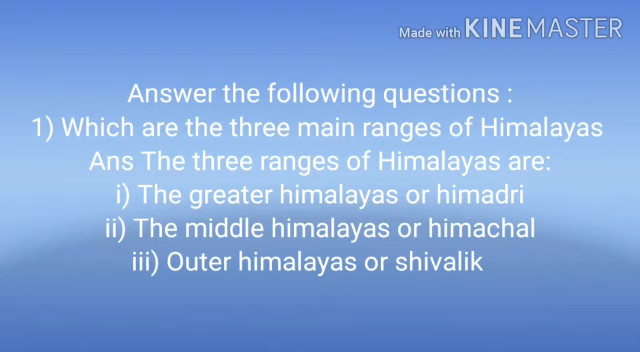 Made with KINEMASTER
Answer the following questions :
1) Which are the three main ranges of Himalayas
Ans The three ranges of Himalayas are:
i) The greater himalayas or himadri
ii) The middle himalayas or himachal
iii) Outer himalayas or shivalik